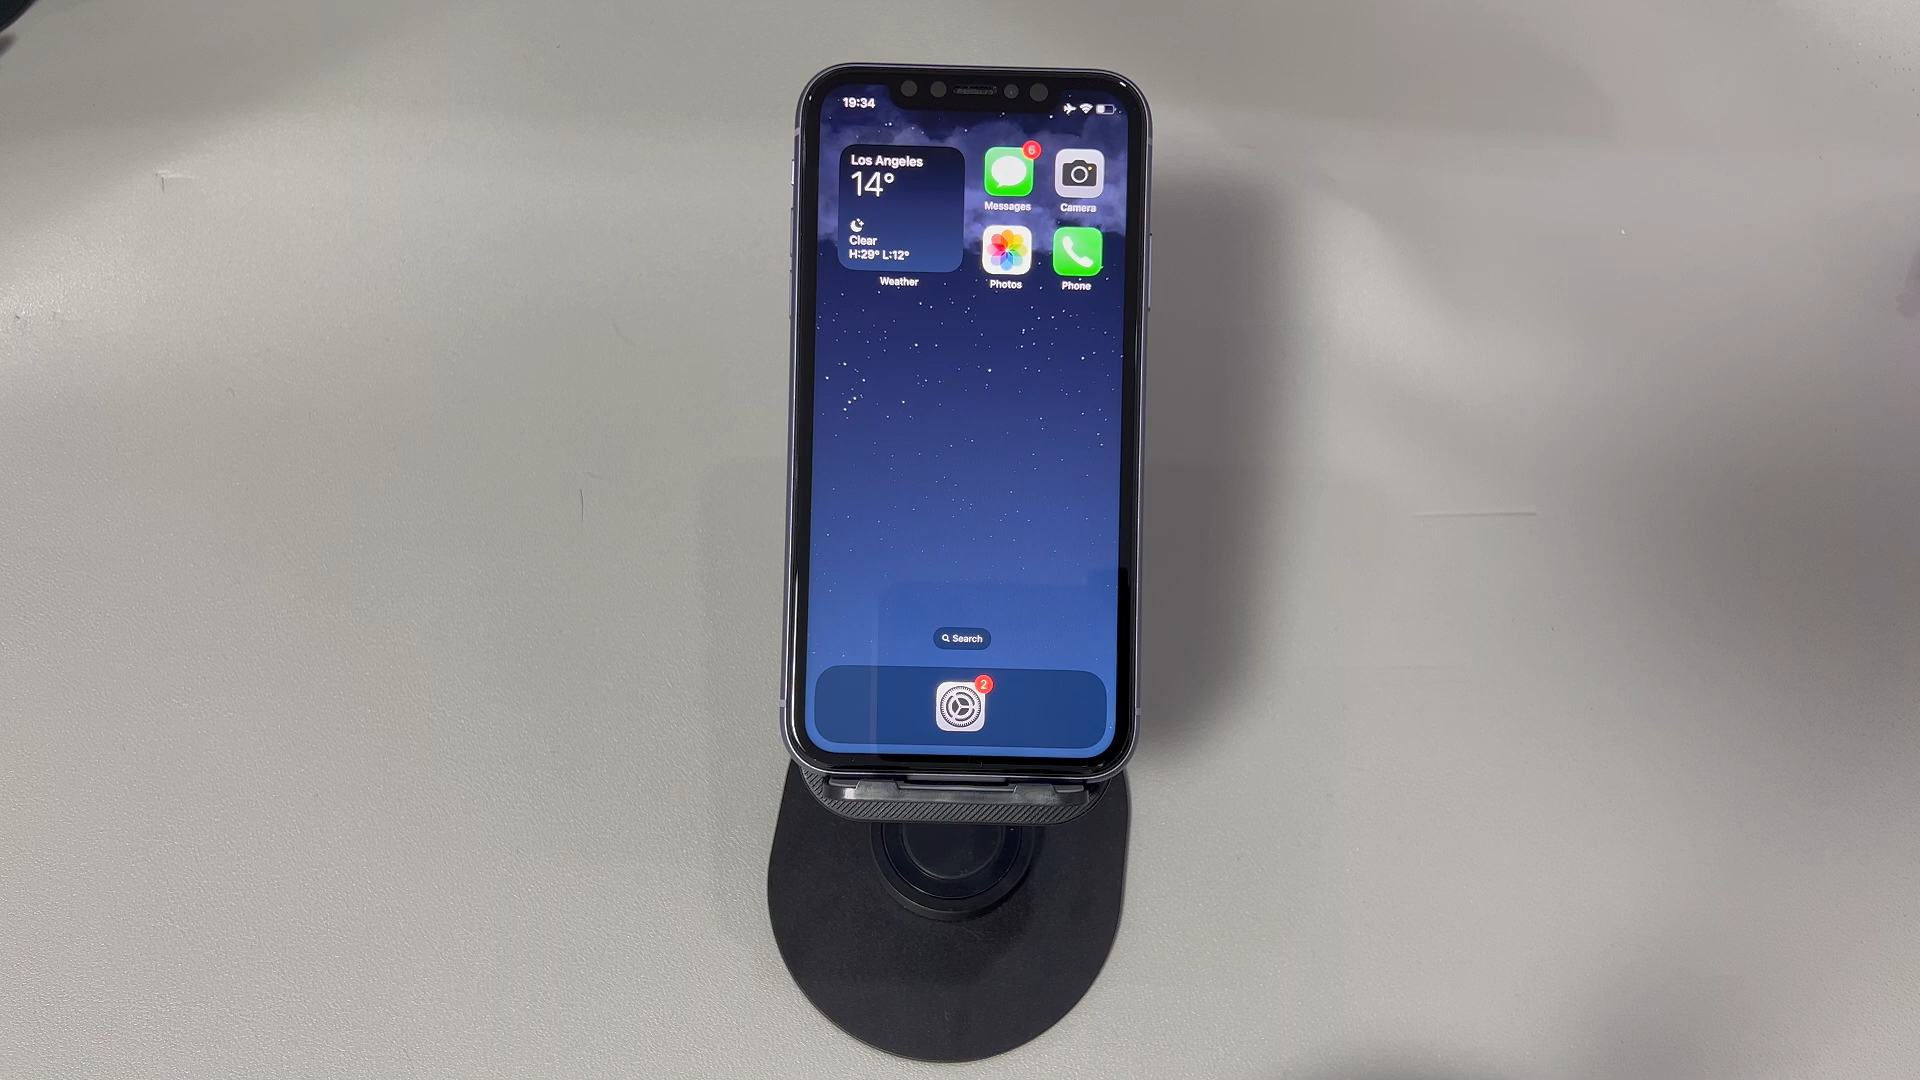 19:34
Los Angeles
14°
Clear
H:29° L:12°
Weather
6
Messages
Camera
Photos
Phone
Search
2